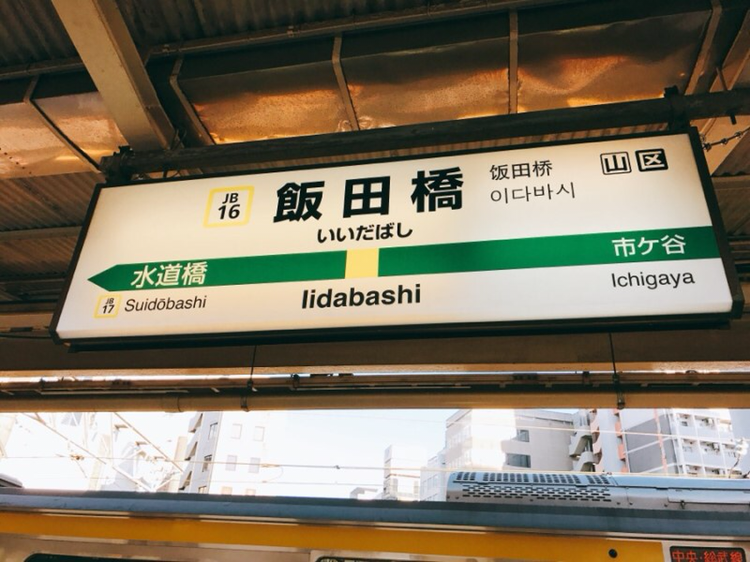 JB
16
飯田橋
いいだばし
饭田桥
이다바시
山 区
水道橋
JB
17
Suidōbashi
Iidabashi
市ケ谷
Ichigaya
中央・総武線